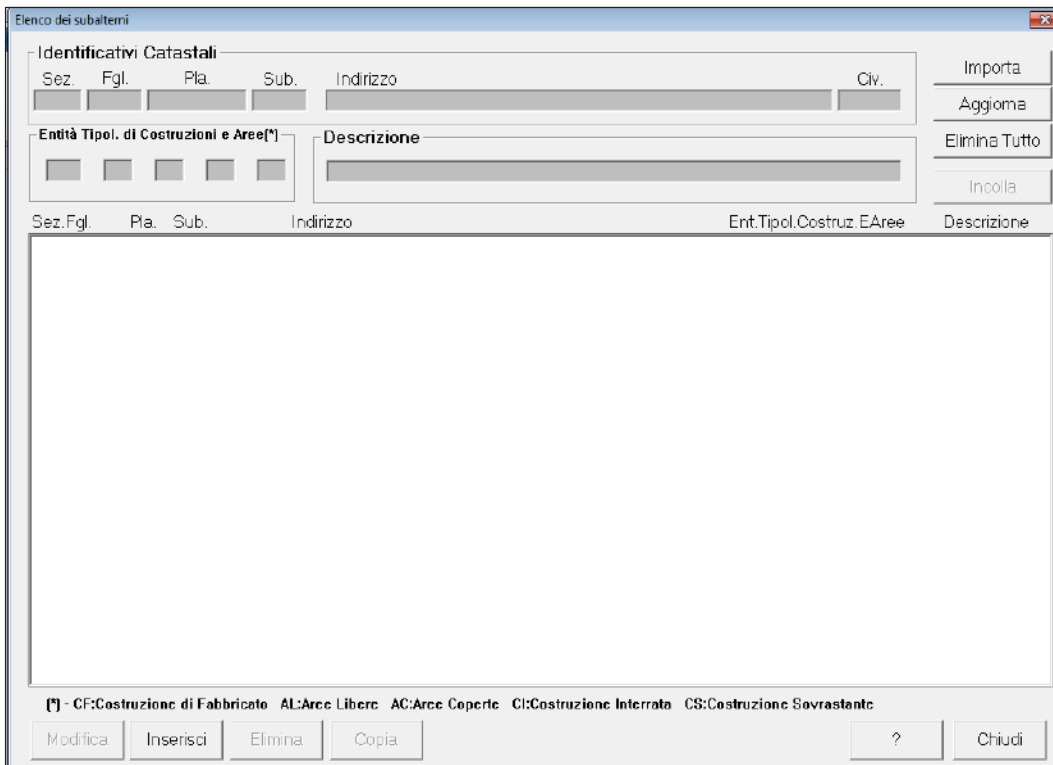 Elenco dei subalterni
Identificativi Catastali
Sez. Fgl. Pla. Sub. Indirizzo Civ.
Importa
Aggiorna
Entità Tipol. di Costruzioni e Aree(*)
Descrizione
Elimina Tutto
Incolla
Sez.Fgl. Pla. Sub. Indirizzo Ent.Tipol.Costruz.EAree Descrizione
(*) - CF:Costruzione di Fabbricato AL:Aree Libere AC:Aree Coperte CI:Costruzione Interrata CS:Costruzione Sovrastante
Modifica Inserisci Elimina Copia ? Chiudi